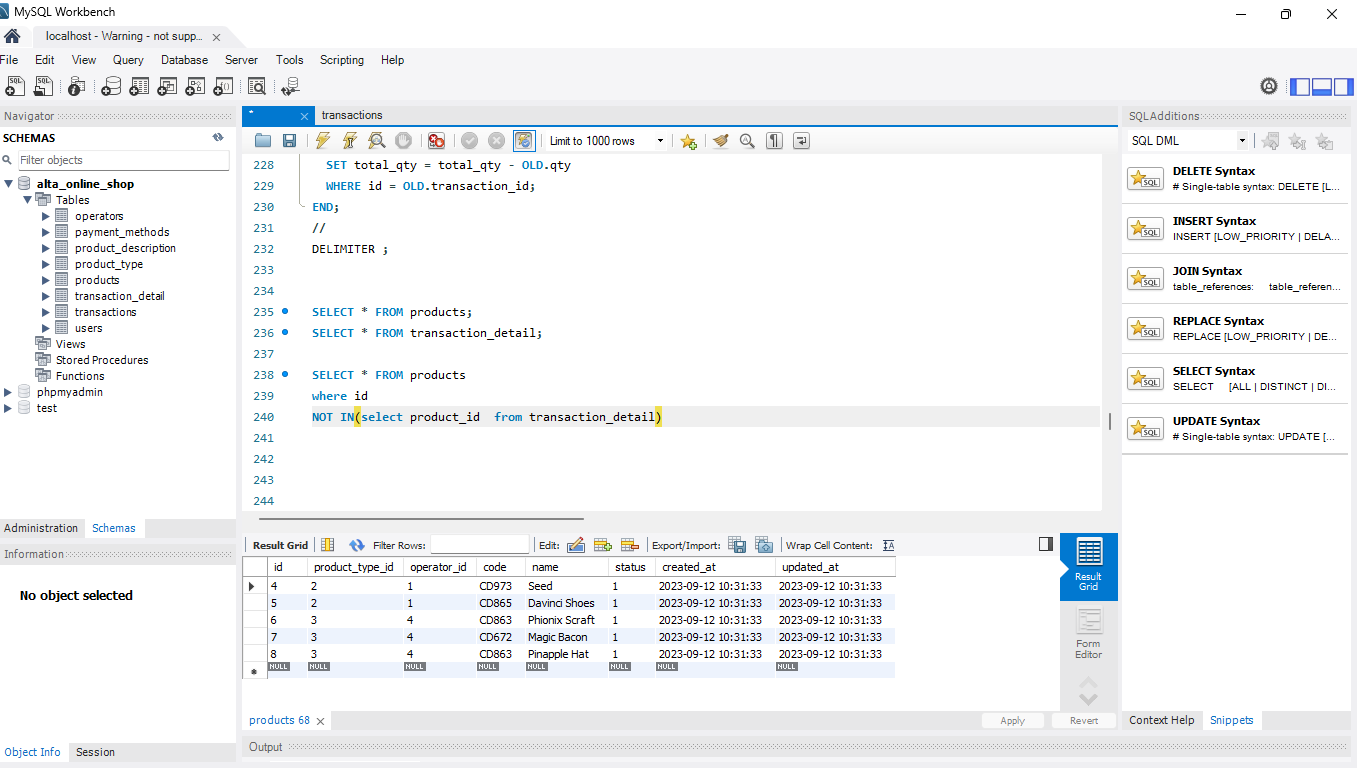 MySQL Workbench
localhost - Warning - not supp...
File Edit View Query Database Server Tools Scripting Help
Navigator
SCHEMAS
Filter objects
alta_online_shop
Tables
operators
payment_methods
product_description
product_type
products
transaction_detail
transactions
users
Views
Stored Procedures
Functions
phpmyadmin
test
Administration Schemas
Information
No object selected
Object Info Session
* transactions
Limit to 1000 rows
228 SET total_qty = total_qty - OLD.qty
229 WHERE id = OLD.transaction_id;
230 END;
231 //
232 DELIMITER ;
233
234
235 SELECT * FROM products;
236 SELECT * FROM transaction_detail;
237
238 SELECT * FROM products
239 where id
240 NOT IN(select product_id  from transaction_detail)
241
242
243
244
Result Grid Filter Rows: Edit: Export/Import: Wrap Cell Content: IA
id product_type_id operator_id code name status created_at updated_at
4 2 1 CD973 Seed 1 2023-09-12 10:31:33 2023-09-12 10:31:33
5 2 1 CD865 Davinci Shoes 1 2023-09-12 10:31:33 2023-09-12 10:31:33
6 3 4 CD863 Phionix Scraft 1 2023-09-12 10:31:33 2023-09-12 10:31:33
7 3 4 CD672 Magic Bacon 1 2023-09-12 10:31:33 2023-09-12 10:31:33
8 3 4 CD863 Pinapple Hat 1 2023-09-12 10:31:33 2023-09-12 10:31:33
NULL NULL NULL NULL NULL NULL NULL NULL
Result
Grid
Form
Editor
products 68
Apply Revert
Output
SQLAdditions
SQL DML
SQL
DELETE Syntax
# Single-table syntax: DELETE [L...
SQL
INSERT Syntax
INSERT [LOW_PRIORITY | DELA...
SQL
JOIN Syntax
table_references: table_referen...
SQL
REPLACE Syntax
REPLACE [LOW_PRIORITY | DE...
SQL
SELECT Syntax
SELECT [ALL | DISTINCT | DI...
SQL
UPDATE Syntax
# Single-table syntax: UPDATE [...
Context Help Snippets